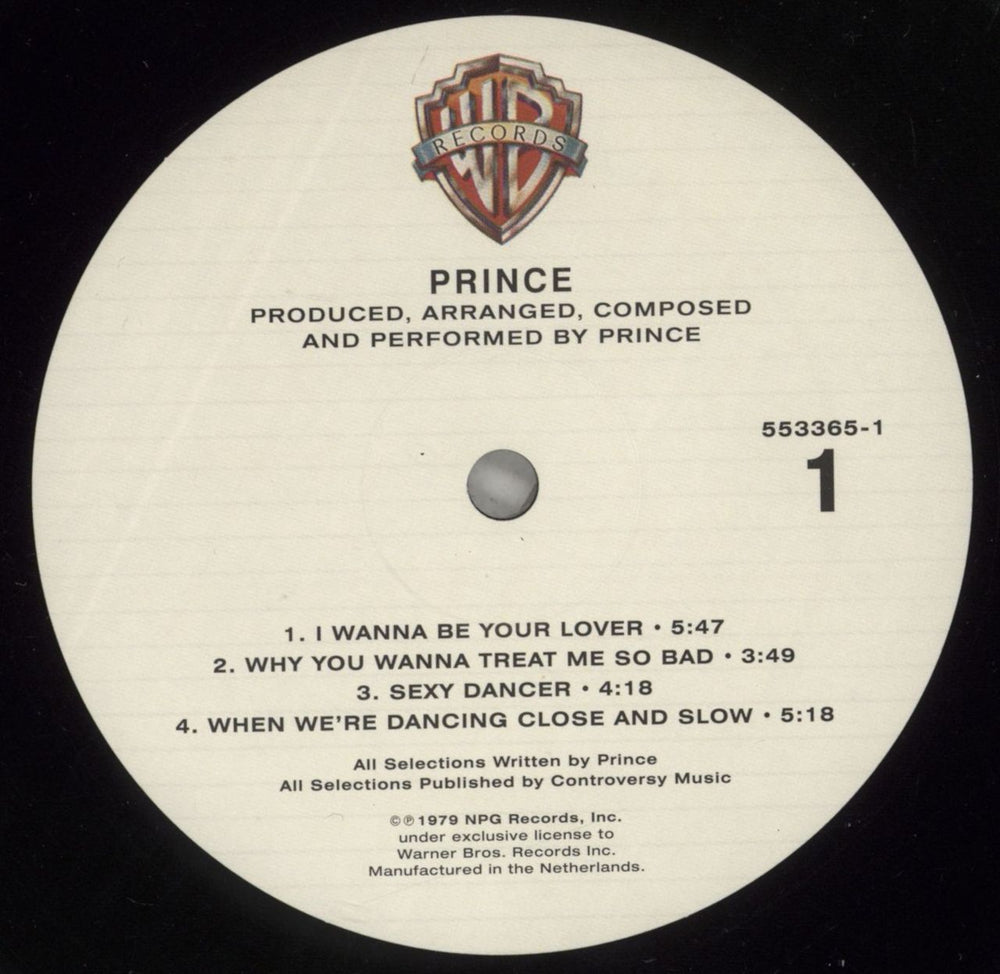 WB
RECORDS
PRINCE
PRODUCED, ARRANGED, COMPOSED
AND PERFORMED BY PRINCE
553365-1
1
1. I WANNA BE YOUR LOVER • 5:47
2. WHY YOU WANNA TREAT ME SO BAD • 3:49
3. SEXY DANCER • 4:18
4. WHEN WE'RE DANCING CLOSE AND SLOW • 5:18
All Selections Written by Prince
All Selections Published by Controversy Music
©℗1979 NPG Records, Inc.
under exclusive license to
Warner Bros. Records Inc.
Manufactured in the Netherlands.